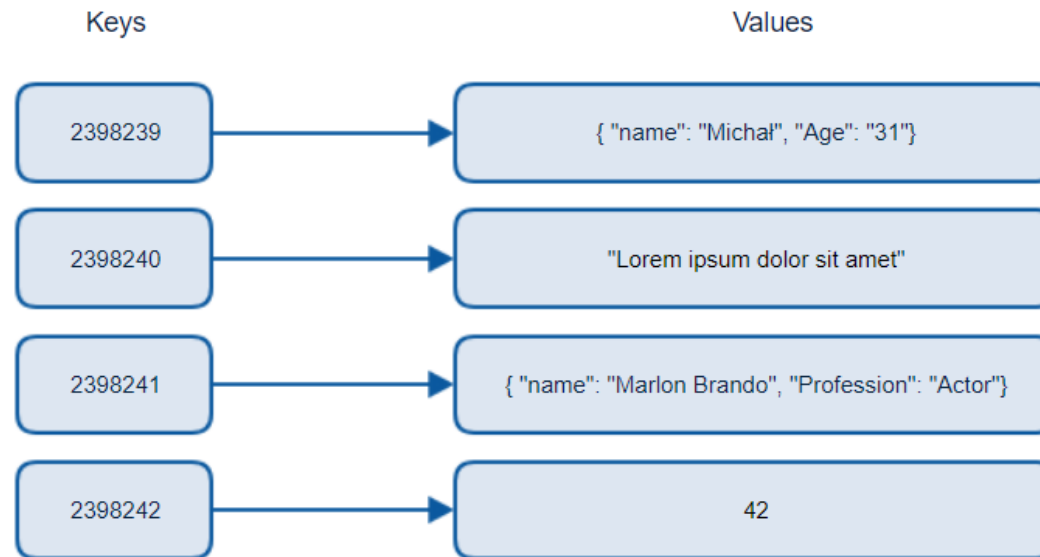 Keys Values
2398239 { "name": "Michał", "Age": "31"}
2398240 "Lorem ipsum dolor sit amet"
2398241 { "name": "Marlon Brando", "Profession": "Actor"}
2398242 42